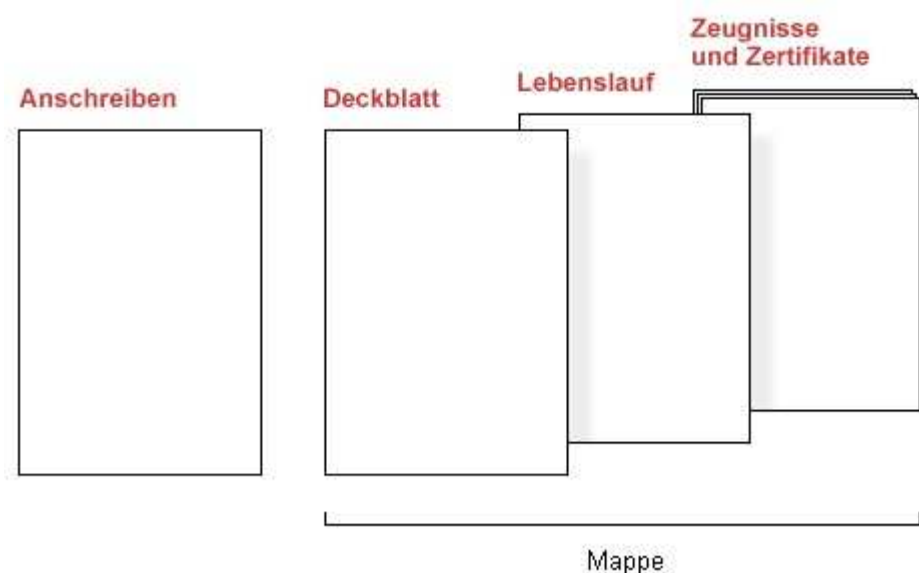 Anschreiben
Deckblatt
Lebenslauf
Zeugnisse
und Zertifikate
Mappe